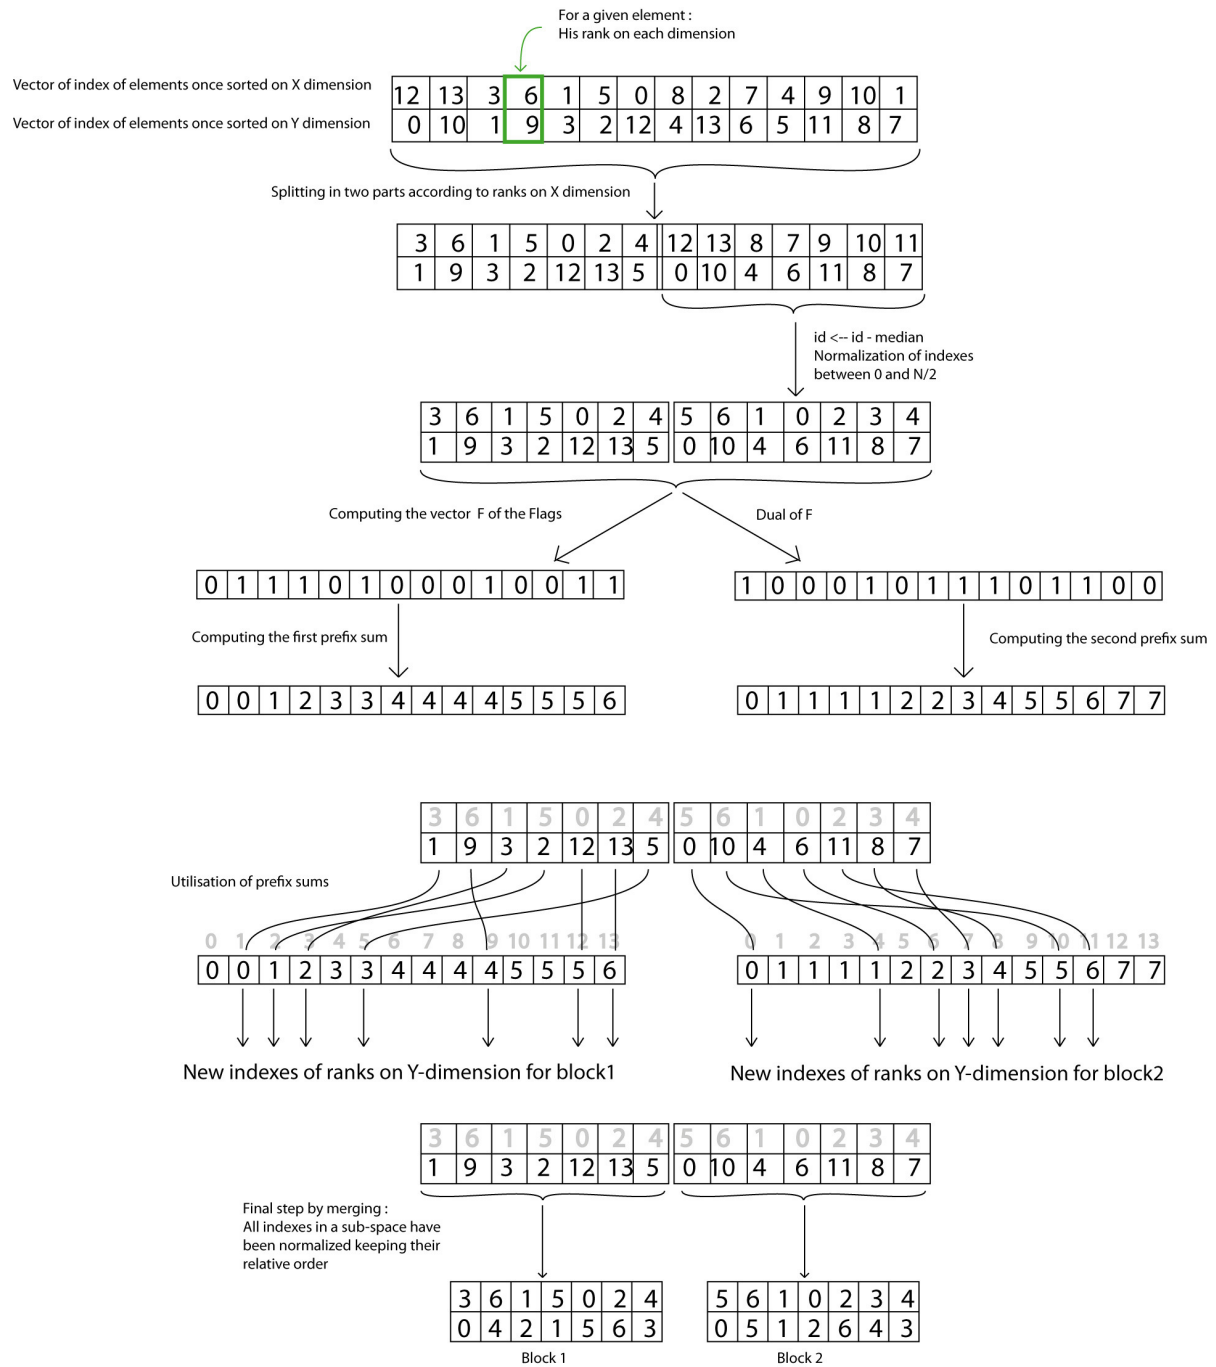 For a given element :
His rank on each dimension
Vector of index of elements once sorted on X dimension
12 13 3 6 1 5 0 8 2 7 4 9 10 1
Vector of index of elements once sorted on Y dimension
0 10 1 9 3 2 12 4 13 6 5 11 8 7
Splitting in two parts according to ranks on X dimension
3 6 1 5 0 2 4 12 13 8 7 9 10 11
1 9 3 2 12 13 5 0 10 4 6 11 8 7
id <-- id - median
Normalization of indexes
between 0 and N/2
3 6 1 5 0 2 4 5 6 1 0 2 3 4
1 9 3 2 12 13 5 0 10 4 6 11 8 7
Computing the vector F of the Flags
Dual of F
0 1 1 1 0 1 0 0 0 1 0 0 1 1
1 0 0 0 1 0 1 1 1 0 1 1 0 0
Computing the first prefix sum
Computing the second prefix sum
0 0 1 2 3 3 4 4 4 4 5 5 5 6
0 1 1 1 1 2 2 3 4 5 5 6 7 7
3 6 1 5 0 2 4 5 6 1 0 2 3 4
1 9 3 2 12 13 5 0 10 4 6 11 8 7
Utilisation of prefix sums
0 1 2 3 4 5 6 7 8 9 10 11 12 13
0 1 2 3 4 5 6 7 8 9 10 11 12 13
0 0 1 2 3 3 4 4 4 4 5 5 5 6
0 1 1 1 1 2 2 3 4 5 5 6 7 7
New indexes of ranks on Y-dimension for block1
New indexes of ranks on Y-dimension for block2
3 6 1 5 0 2 4 5 6 1 0 2 3 4
1 9 3 2 12 13 5 0 10 4 6 11 8 7
Final step by merging :
All indexes in a sub-space have
been normalized keeping their
relative order
3 6 1 5 0 2 4
0 4 2 1 5 6 3
Block 1
5 6 1 0 2 3 4
0 5 1 2 6 4 3
Block 2